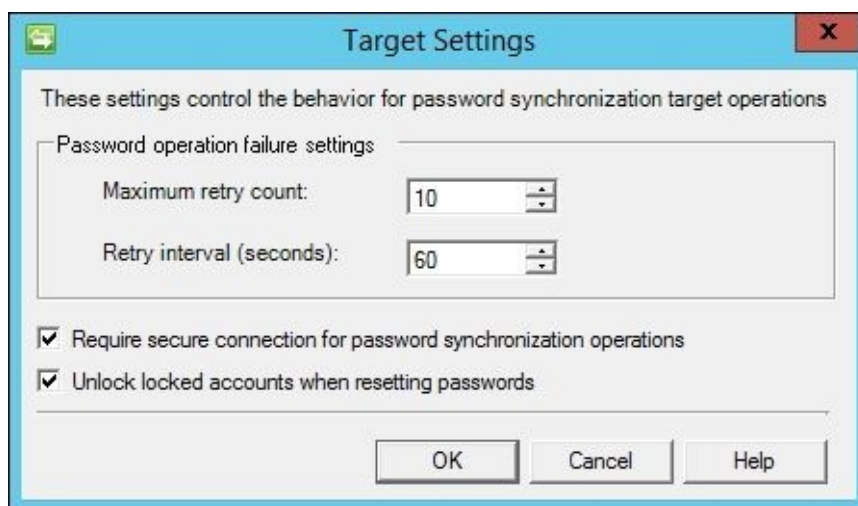 Target Settings
X
These settings control the behavior for password synchronization target operations
Password operation failure settings
Maximum retry count: 10
Retry interval (seconds): 60
Require secure connection for password synchronization operations
Unlock locked accounts when resetting passwords
OK Cancel Help